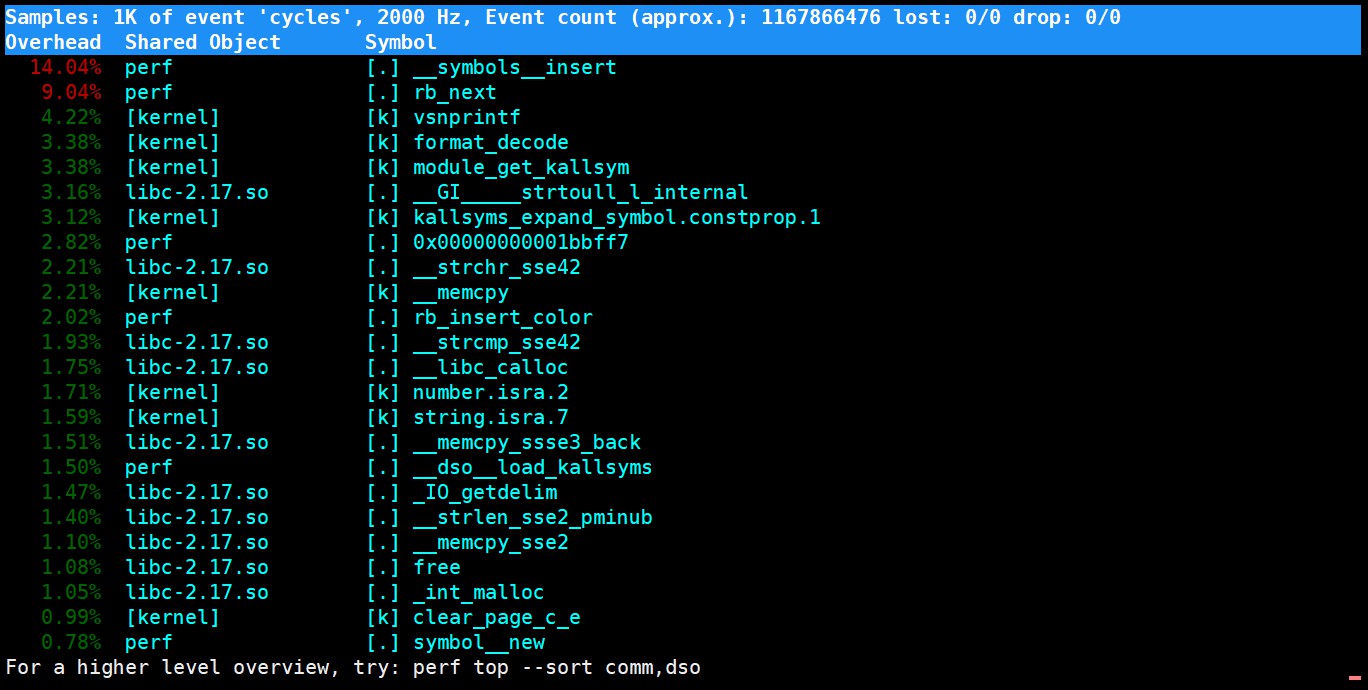 Samples: 1K of event 'cycles', 2000 Hz, Event count (approx.): 1167866476 lost: 0/0 drop: 0/0
Overhead  Shared Object       Symbol
  14.04%  perf                [.] __symbols__insert
   9.04%  perf                [.] rb_next
   4.22%  [kernel]            [k] vsnprintf
   3.38%  [kernel]            [k] format_decode
   3.38%  [kernel]            [k] module_get_kallsym
   3.16%  libc-2.17.so        [.] __GI_____strtoull_l_internal
   3.12%  [kernel]            [k] kallsyms_expand_symbol.constprop.1
   2.82%  perf                [.] 0x00000000001bbff7
   2.21%  libc-2.17.so        [.] __strchr_sse42
   2.21%  [kernel]            [k] __memcpy
   2.02%  perf                [.] rb_insert_color
   1.93%  libc-2.17.so        [.] __strcmp_sse42
   1.75%  libc-2.17.so        [.] __libc_calloc
   1.71%  [kernel]            [k] number.isra.2
   1.59%  [kernel]            [k] string.isra.7
   1.51%  libc-2.17.so        [.] __memcpy_ssse3_back
   1.50%  perf                [.] __dso__load_kallsyms
   1.47%  libc-2.17.so        [.] _IO_getdelim
   1.40%  libc-2.17.so        [.] __strlen_sse2_pminub
   1.10%  libc-2.17.so        [.] __memcpy_sse2
   1.08%  libc-2.17.so        [.] free
   1.05%  libc-2.17.so        [.] _int_malloc
   0.99%  [kernel]            [k] clear_page_c_e
   0.78%  perf                [.] symbol__new
For a higher level overview, try: perf top --sort comm,dso